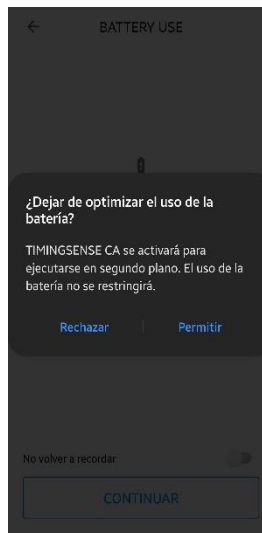 BATTERY USE
¿Dejar de optimizar el uso de la
batería?
TIMINGSENSE CA se activará para
ejecutarse en segundo plano. El uso de la
batería no se restringirá.
Rechazar
Permitir
No volver a recordar
CONTINUAR